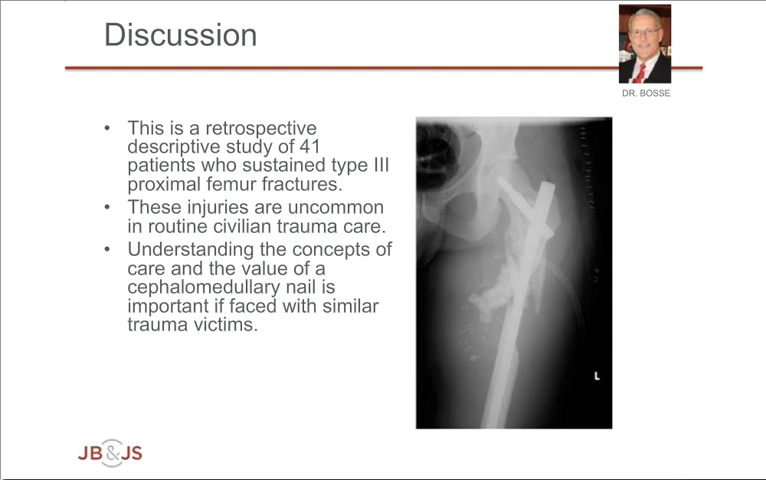 Discussion
DR. BOSSE
• This is a retrospective
descriptive study of 41
patients who sustained type III
proximal femur fractures.
• These injuries are uncommon
in routine civilian trauma care.
• Understanding the concepts of
care and the value of a
cephalomedullary nail is
important if faced with similar
trauma victims.
L
JB&JS